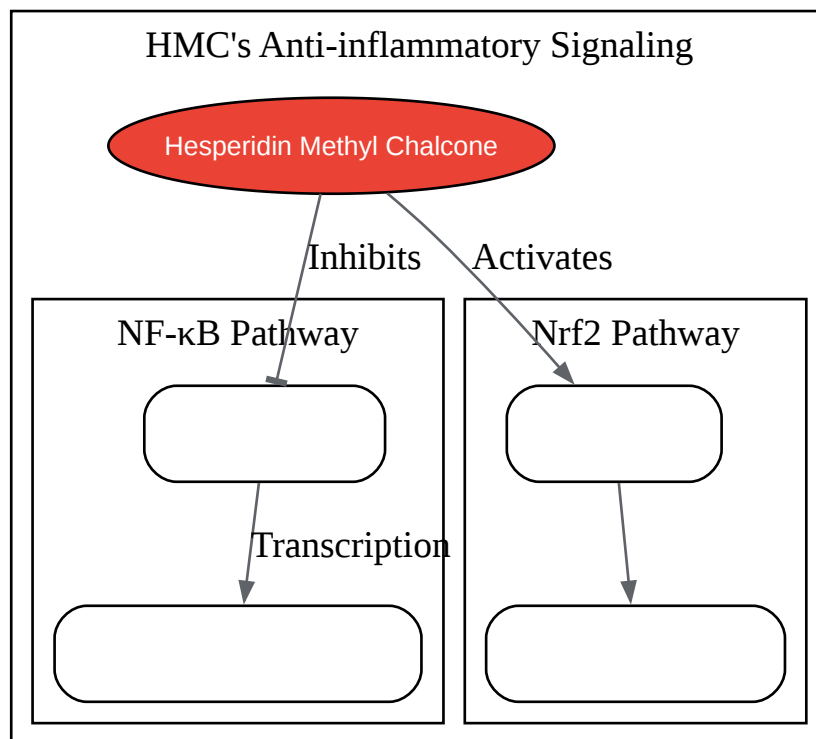 HMC's Anti-inflammatory Signaling
Hesperidin Methyl Chalcone
Inhibits
Activates
NF-κB Pathway
Nrf2 Pathway
Transcription